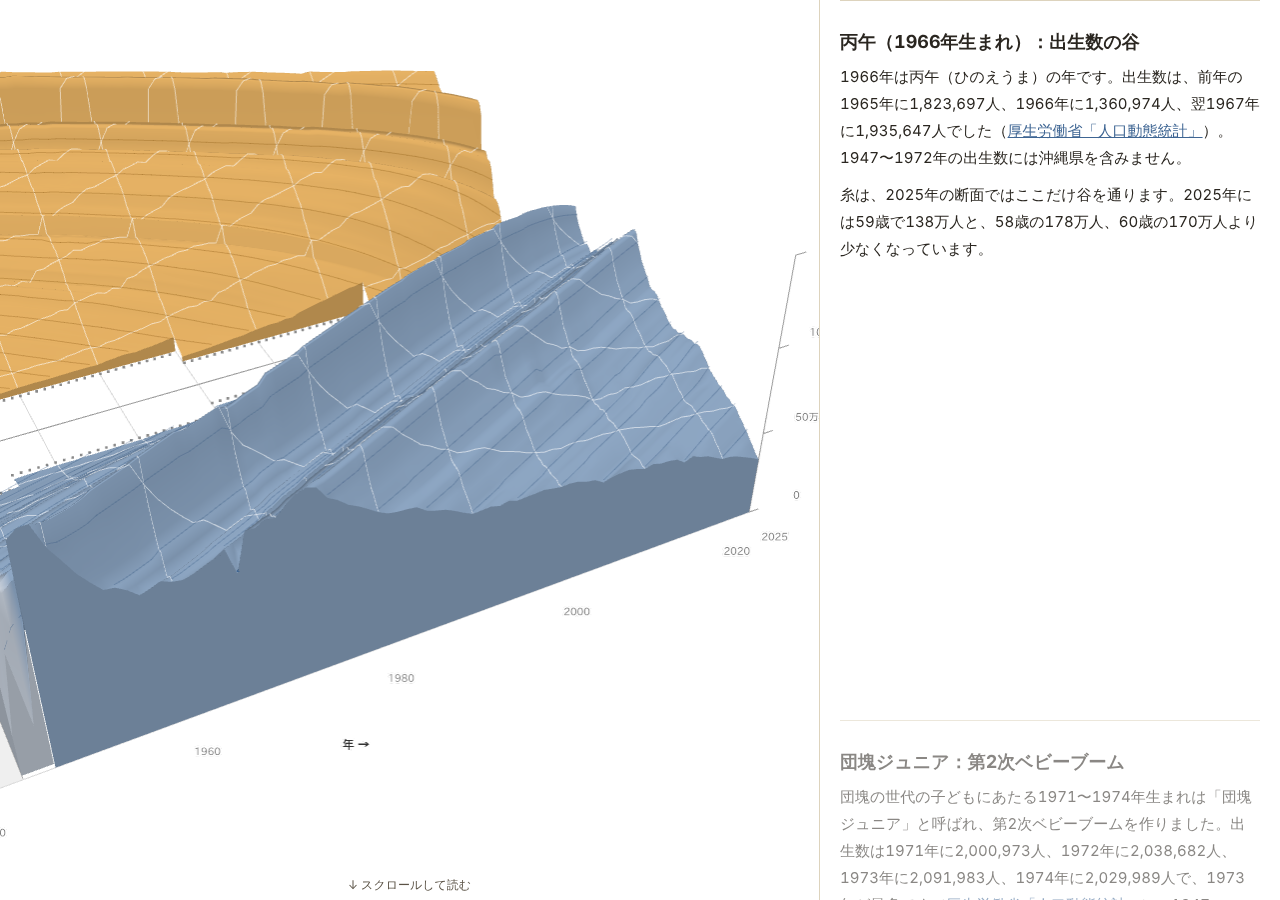 丙午（1966年生まれ）：出生数の谷
1966年は丙午（ひのえうま）の年です。出生数は、前年の
1965年に1,823,697人、1966年に1,360,974人、翌1967年
に1,935,647人でした（厚生労働省「人口動態統計」）。
1947〜1972年の出生数には沖縄県を含みません。
糸は、2025年の断面ではここだけ谷を通ります。2025年に
は59歳で138万人と、58歳の178万人、60歳の170万人より
少なくなっています。
50万
0
2025
2020
2000
1980
年 →
1960
0
↓ スクロールして読む
団塊ジュニア：第2次ベビーブーム
団塊の世代の子どもにあたる1971〜1974年生まれは「団塊
ジュニア」と呼ばれ、第2次ベビーブームを作りました。出
生数は1971年に2,000,973人、1972年に2,038,682人、
1973年に2,091,983人、1974年に2,029,989人で、1973